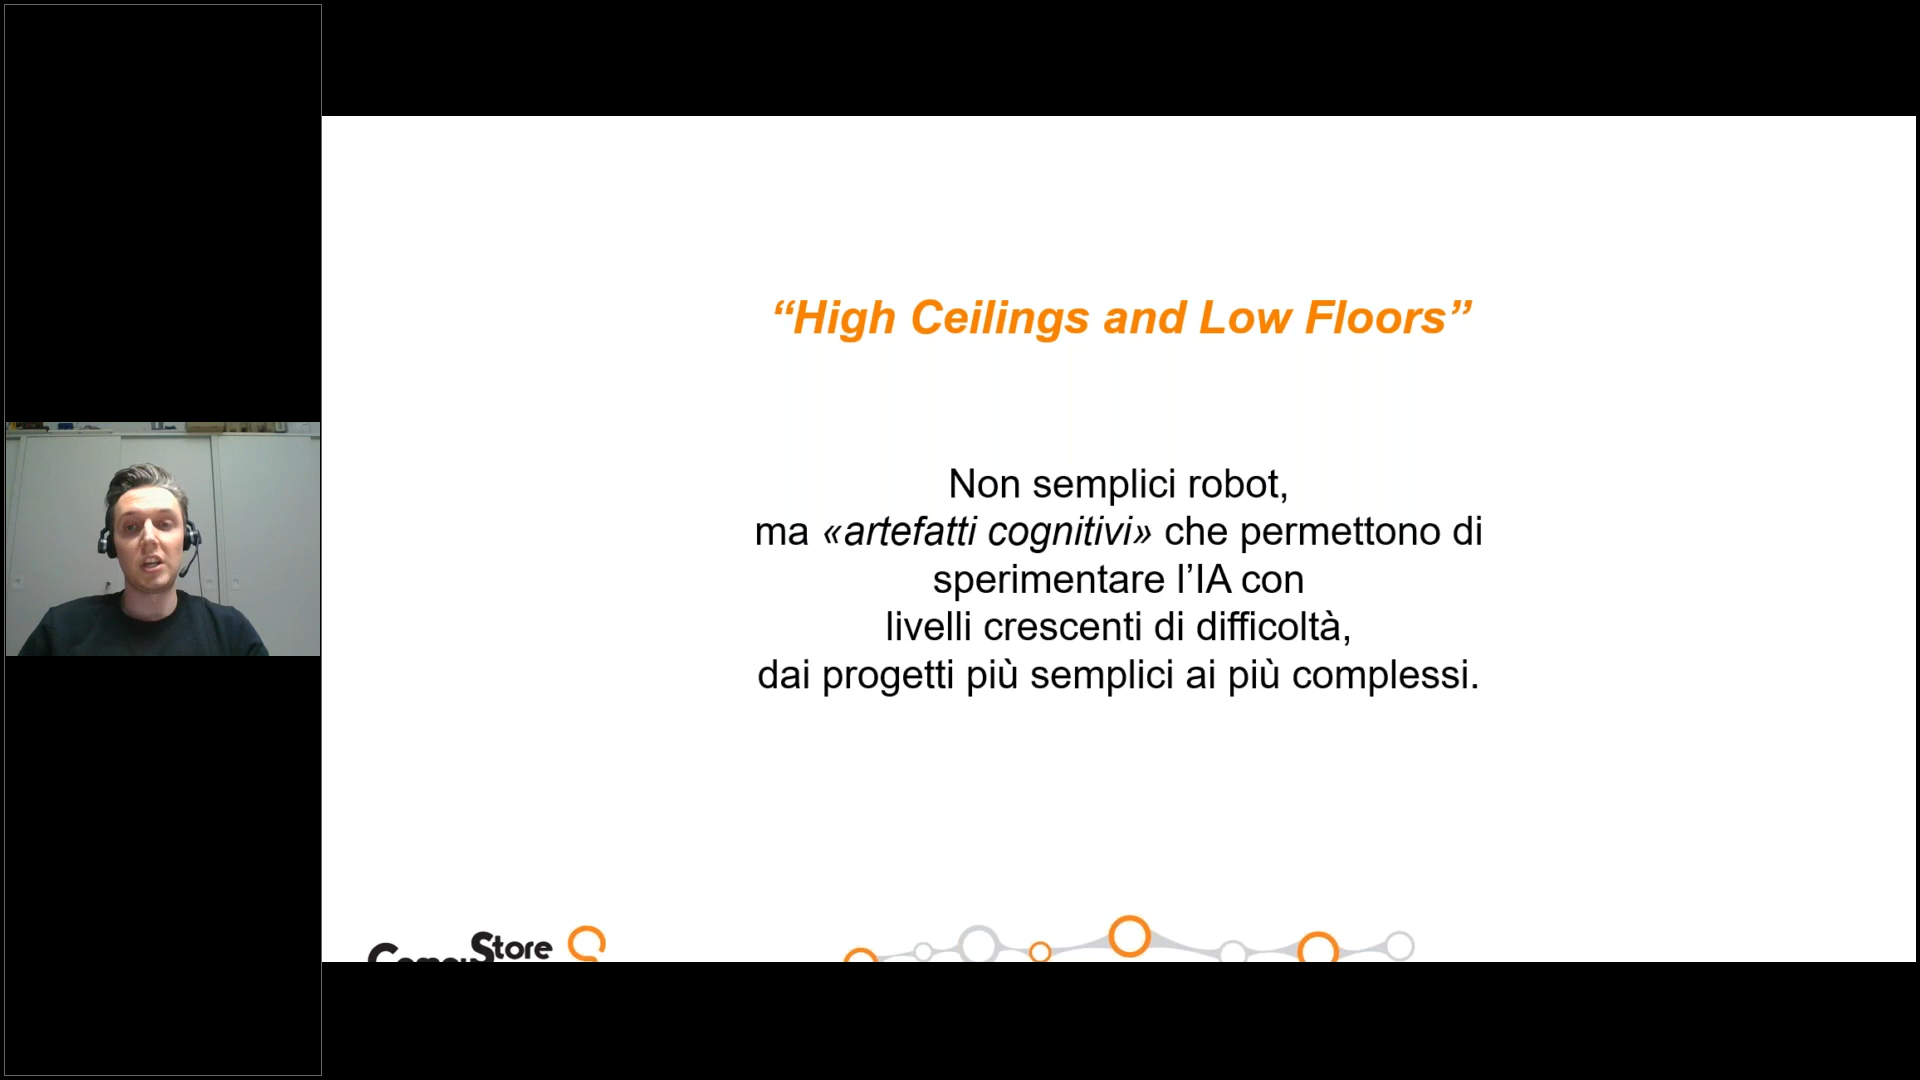 “High Ceilings and Low Floors”
Non semplici robot,
ma «artefatti cognitivi» che permettono di
sperimentare l’IA con
livelli crescenti di difficoltà,
dai progetti più semplici ai più complessi.
Store